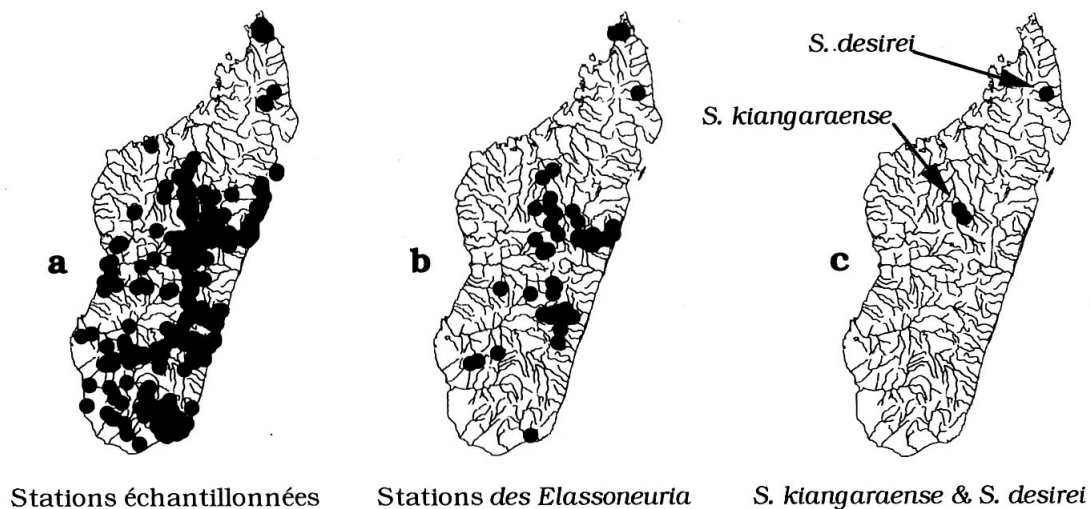 S. desirei
S. kiangaraense
a
b
c
Stations échantillonnées
Stations des Elassoneuria
S. kiangaraense & S. desirei